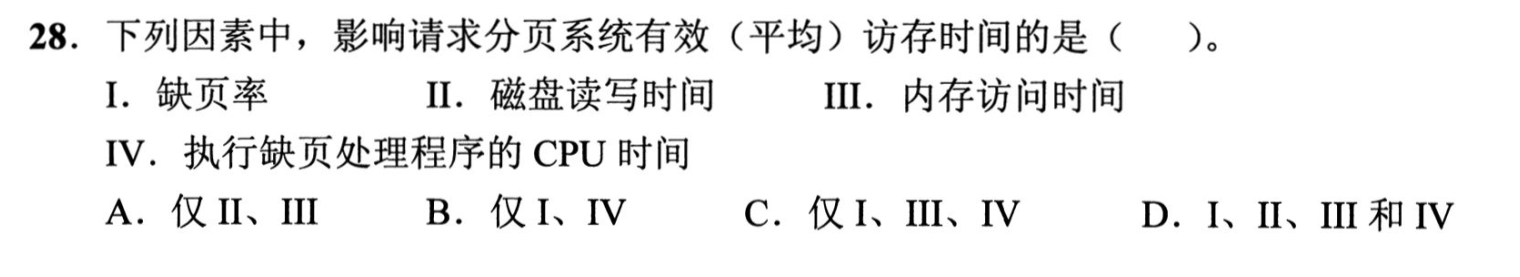 28．下列因素中，影响请求分页系统有效（平均）访存时间的是（　　）。
I．缺页率　　II．磁盘读写时间　　III．内存访问时间
IV．执行缺页处理程序的 CPU 时间
A．仅 II、III　　B．仅 I、IV　　C．仅 I、III、IV　　D．I、II、III 和 IV